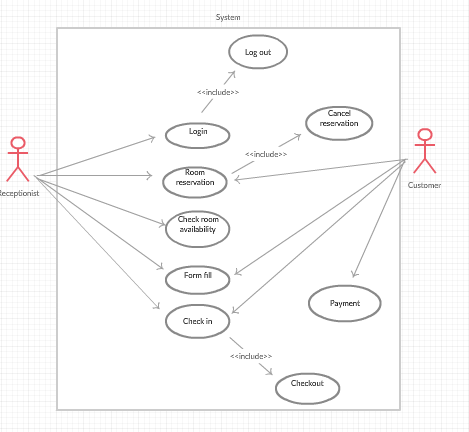 System
Log out
<<include>>
Cancel
reservation
Login
<<include>>
Room
reservation
Customer
Receptionist
Check room
availability
Form fill
Payment
Check in
<<include>>
Checkout